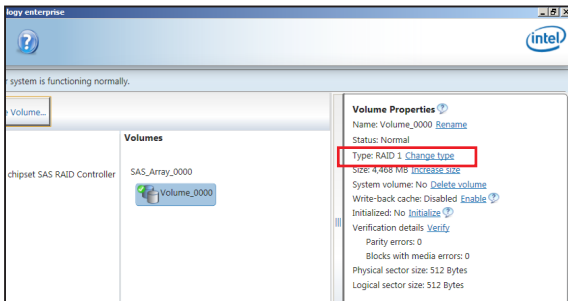 logy enterprise
intel
r system is functioning normally.
Volume...
Volumes
chipset SAS RAID Controller
SAS_Array_0000
Volume_0000
Volume Properties
Name: Volume_0000 Rename
Status: Normal
Type: RAID 1 Change type
Size: 4,468 MB Increase size
System volume: No Delete volume
Write-back cache: Disabled Enable
Initialized: No Initialize
Verification details Verify
Parity errors: 0
Blocks with media errors: 0
Physical sector size: 512 Bytes
Logical sector size: 512 Bytes